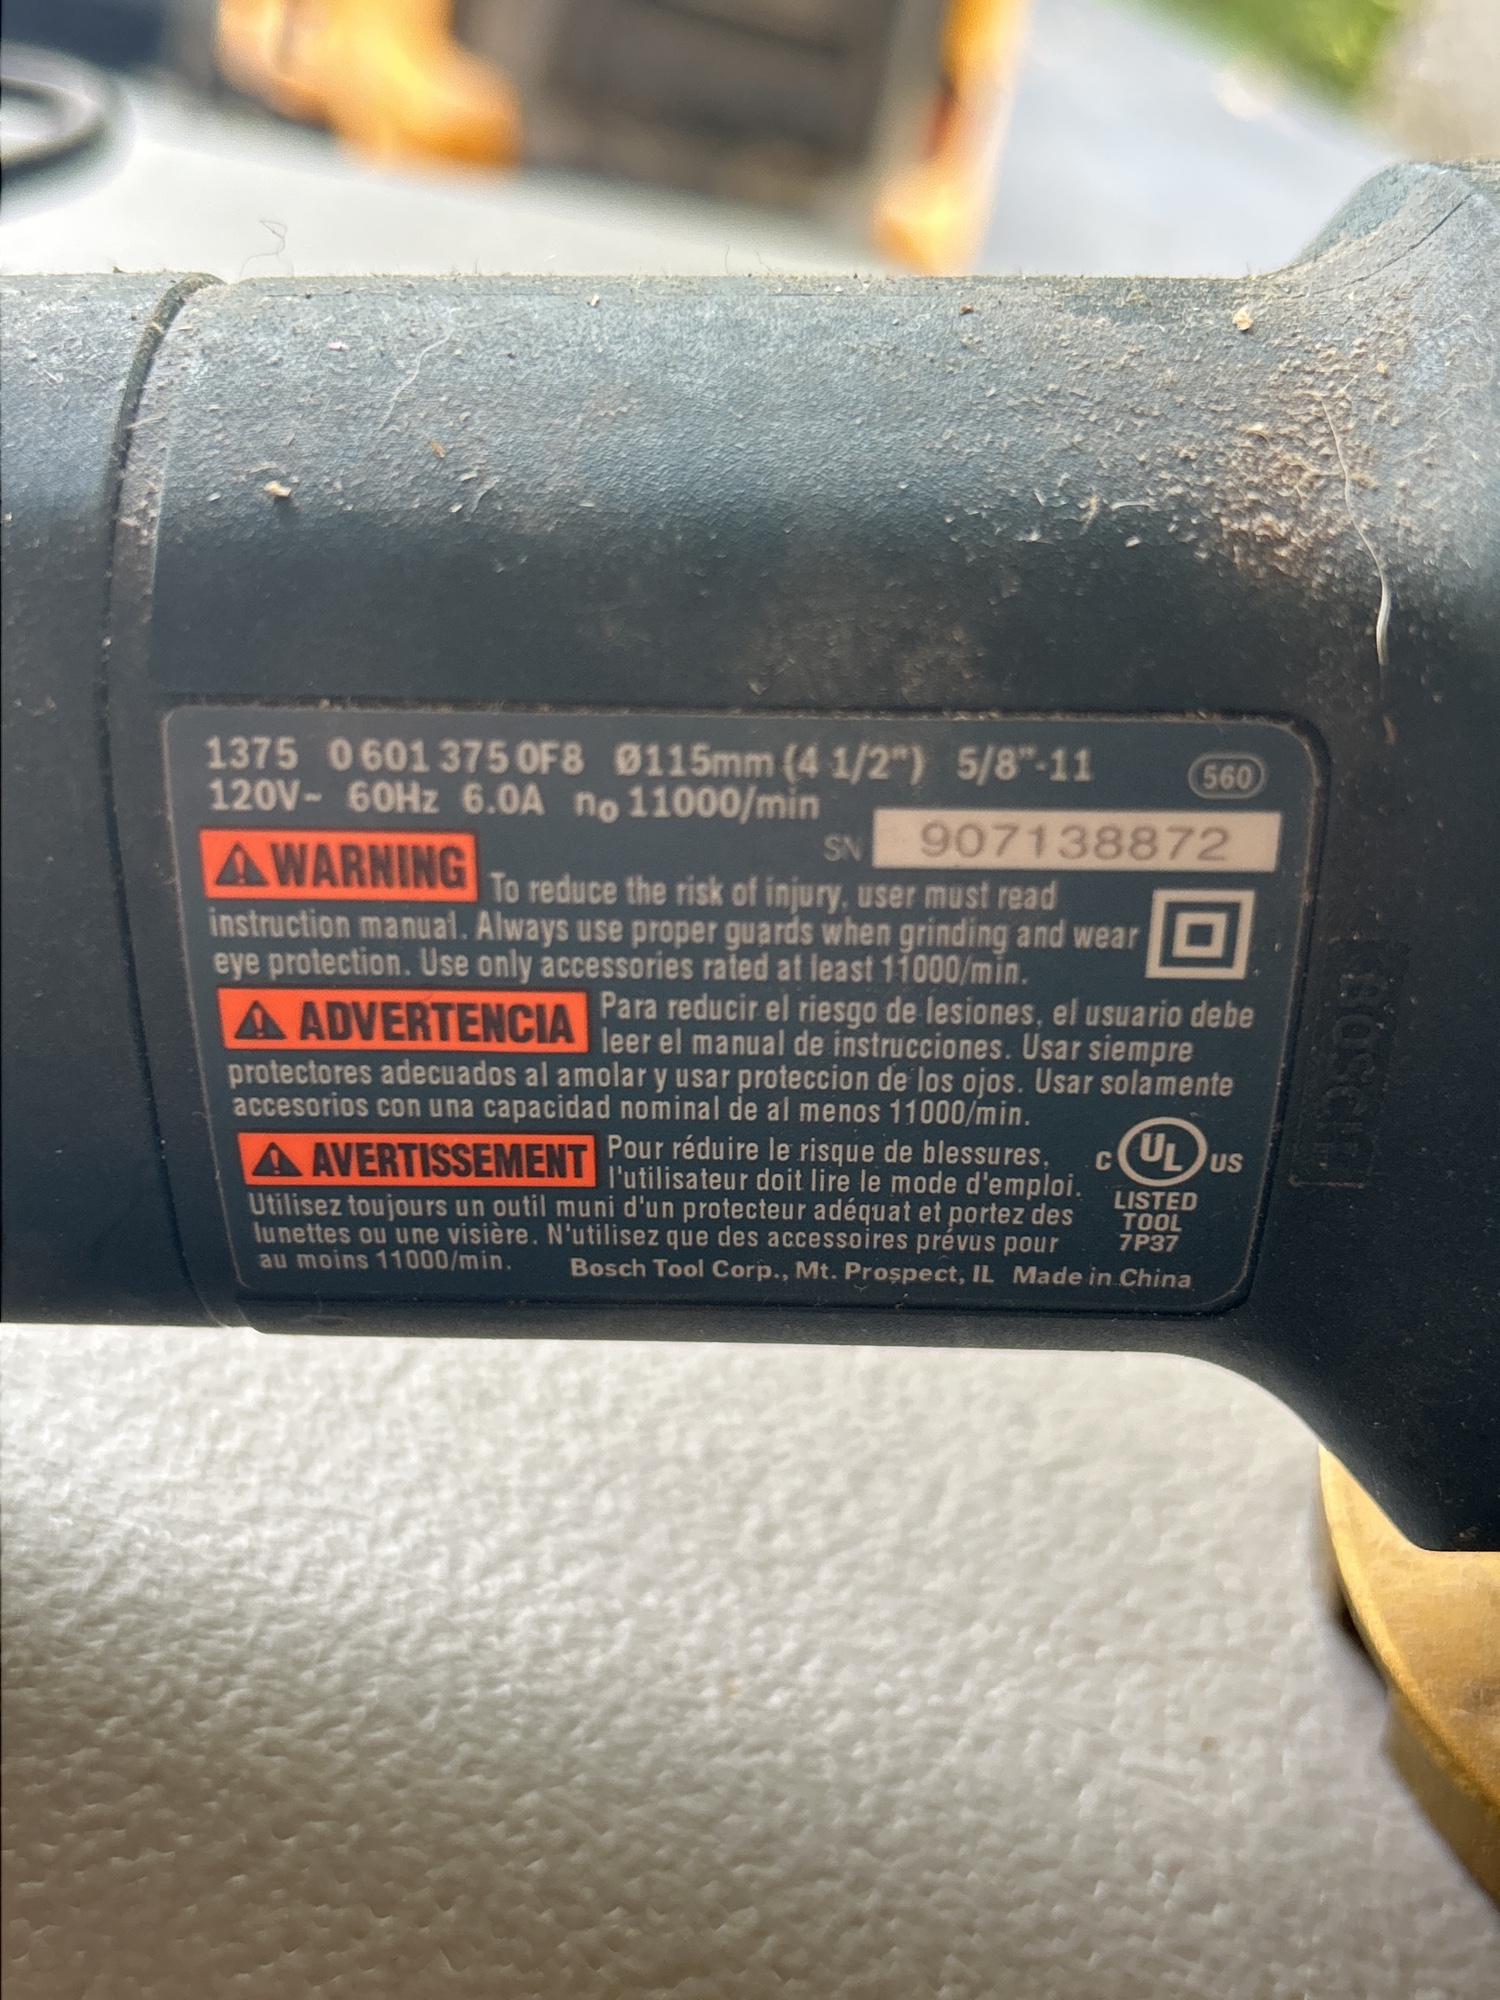 1375 0 601 375 0F8 Ø115mm (4 1/2") 5/8"-11 560
120V~ 60Hz 6.0A no 11000/min
SN 907138872
WARNING To reduce the risk of injury, user must read
instruction manual. Always use proper guards when grinding and wear
eye protection. Use only accessories rated at least 11000/min.
ADVERTENCIA Para reducir el riesgo de lesiones, el usuario debe
leer el manual de instrucciones. Usar siempre
protectores adecuados al amolar y usar proteccion de los ojos. Usar solamente
accesorios con una capacidad nominal de al menos 11000/min.
AVERTISSEMENT Pour réduire le risque de blessures,
l'utilisateur doit lire le mode d'emploi.
Utilisez toujours un outil muni d'un protecteur adéquat et portez des
lunettes ou une visière. N'utilisez que des accessoires prévus pour
au moins 11000/min.
Bosch Tool Corp., Mt. Prospect, IL Made in China
C UL US
LISTED
TOOL
7P37
BOSCH